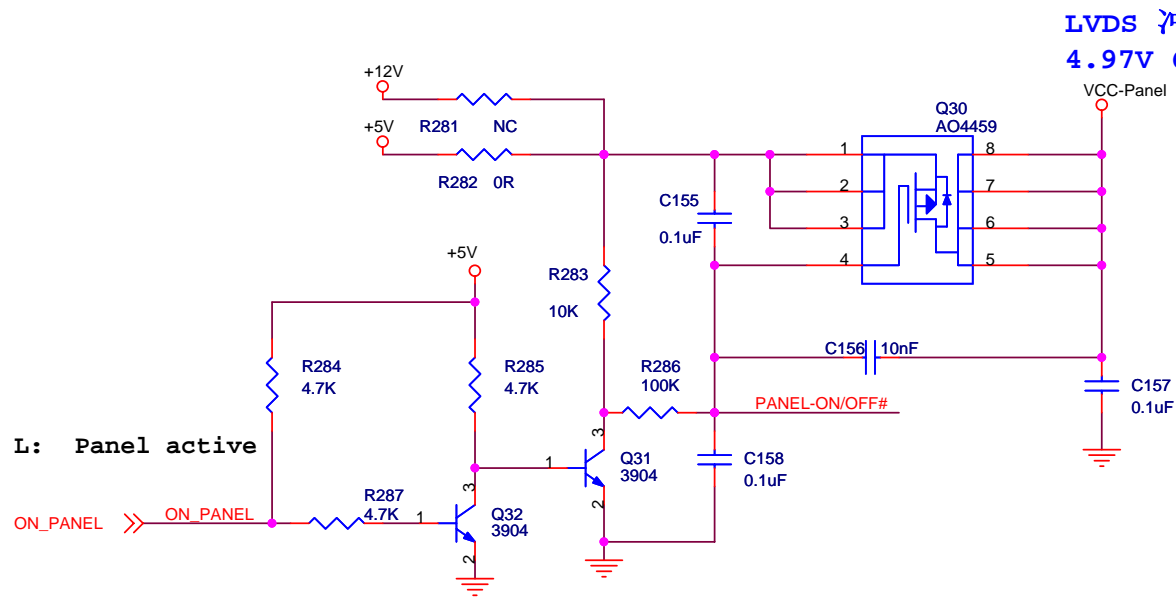 LVDS
4.97V
+12V
VCC-Panel
Q30
AO4459
R281 NC
+5V
1 8
R282 0R
2 7
C155
3 6
0.1uF
+5V
4 5
R283
10K
C156 10nF
R284
4.7K
R285
4.7K
R286
100K
C157
0.1uF
PANEL-ON/OFF#
L: Panel active
3
1
Q31
3904
C158
0.1uF
R287
4.7K
3
2
ON_PANEL
ON_PANEL
1
Q32
3904
2